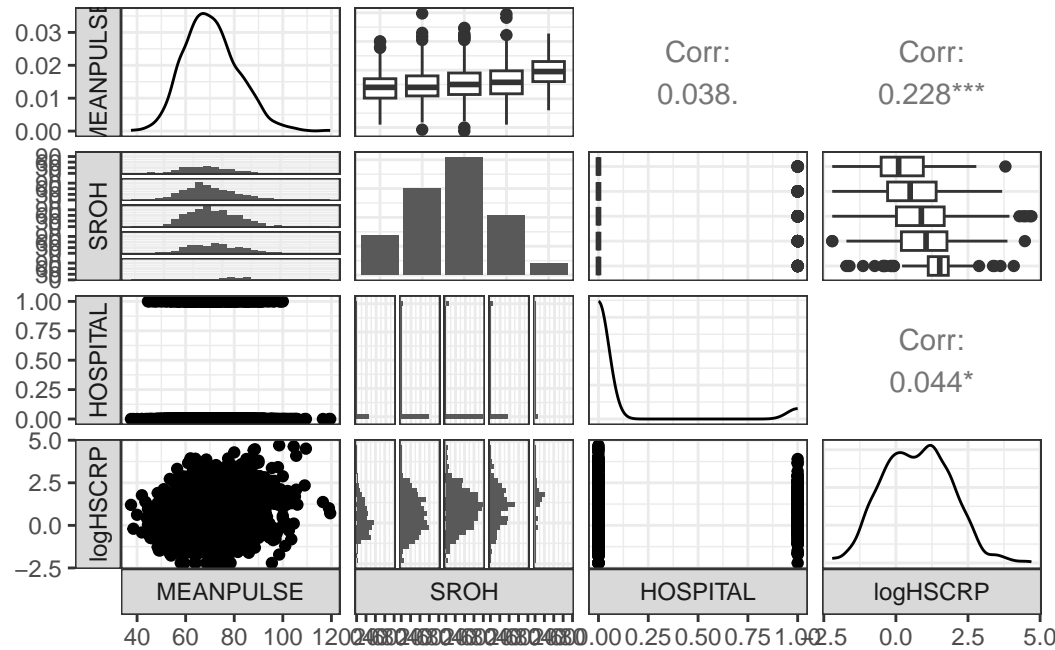 0.03
0.02
0.01
0.00
MEANPULSE
Corr:
0.038.
Corr:
0.228***
SROH
1.00
0.75
0.50
0.25
0.00
HOSPITAL
Corr:
0.044*
5.0
2.5
0.0
−2.5
logHSCRP
MEANPULSE
SROH
HOSPITAL
logHSCRP
40 60 80 100 120
0.00 0.25 0.50 0.75 1.00
−2.5 0.0 2.5 5.0